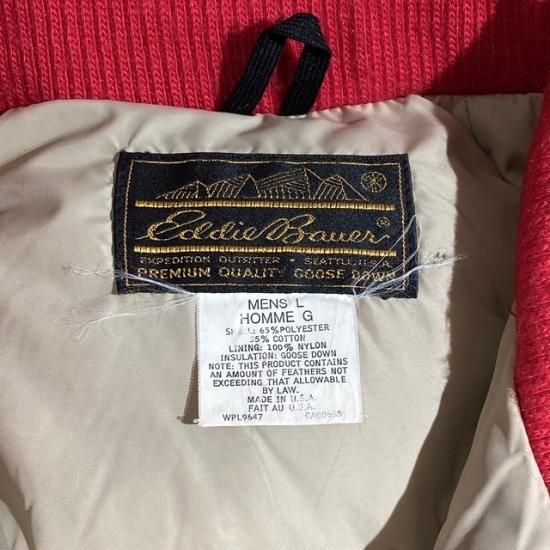 Eddie Bauer®
EXPEDITION OUTFITTER · SEATTLE, U.S.A.
PREMIUM QUALITY GOOSE DOWN
MENS L
HOMME G
65% POLYESTER
35% COTTON
LINING: 100% NYLON
INSULATION: GOOSE DOWN
NOTE: THIS PRODUCT CONTAINS
AN AMOUNT OF FEATHERS NOT
EXCEEDING THAT ALLOWABLE
BY LAW.
MADE IN U.S.A.
FAIT AU U.S.A.
WPL9647